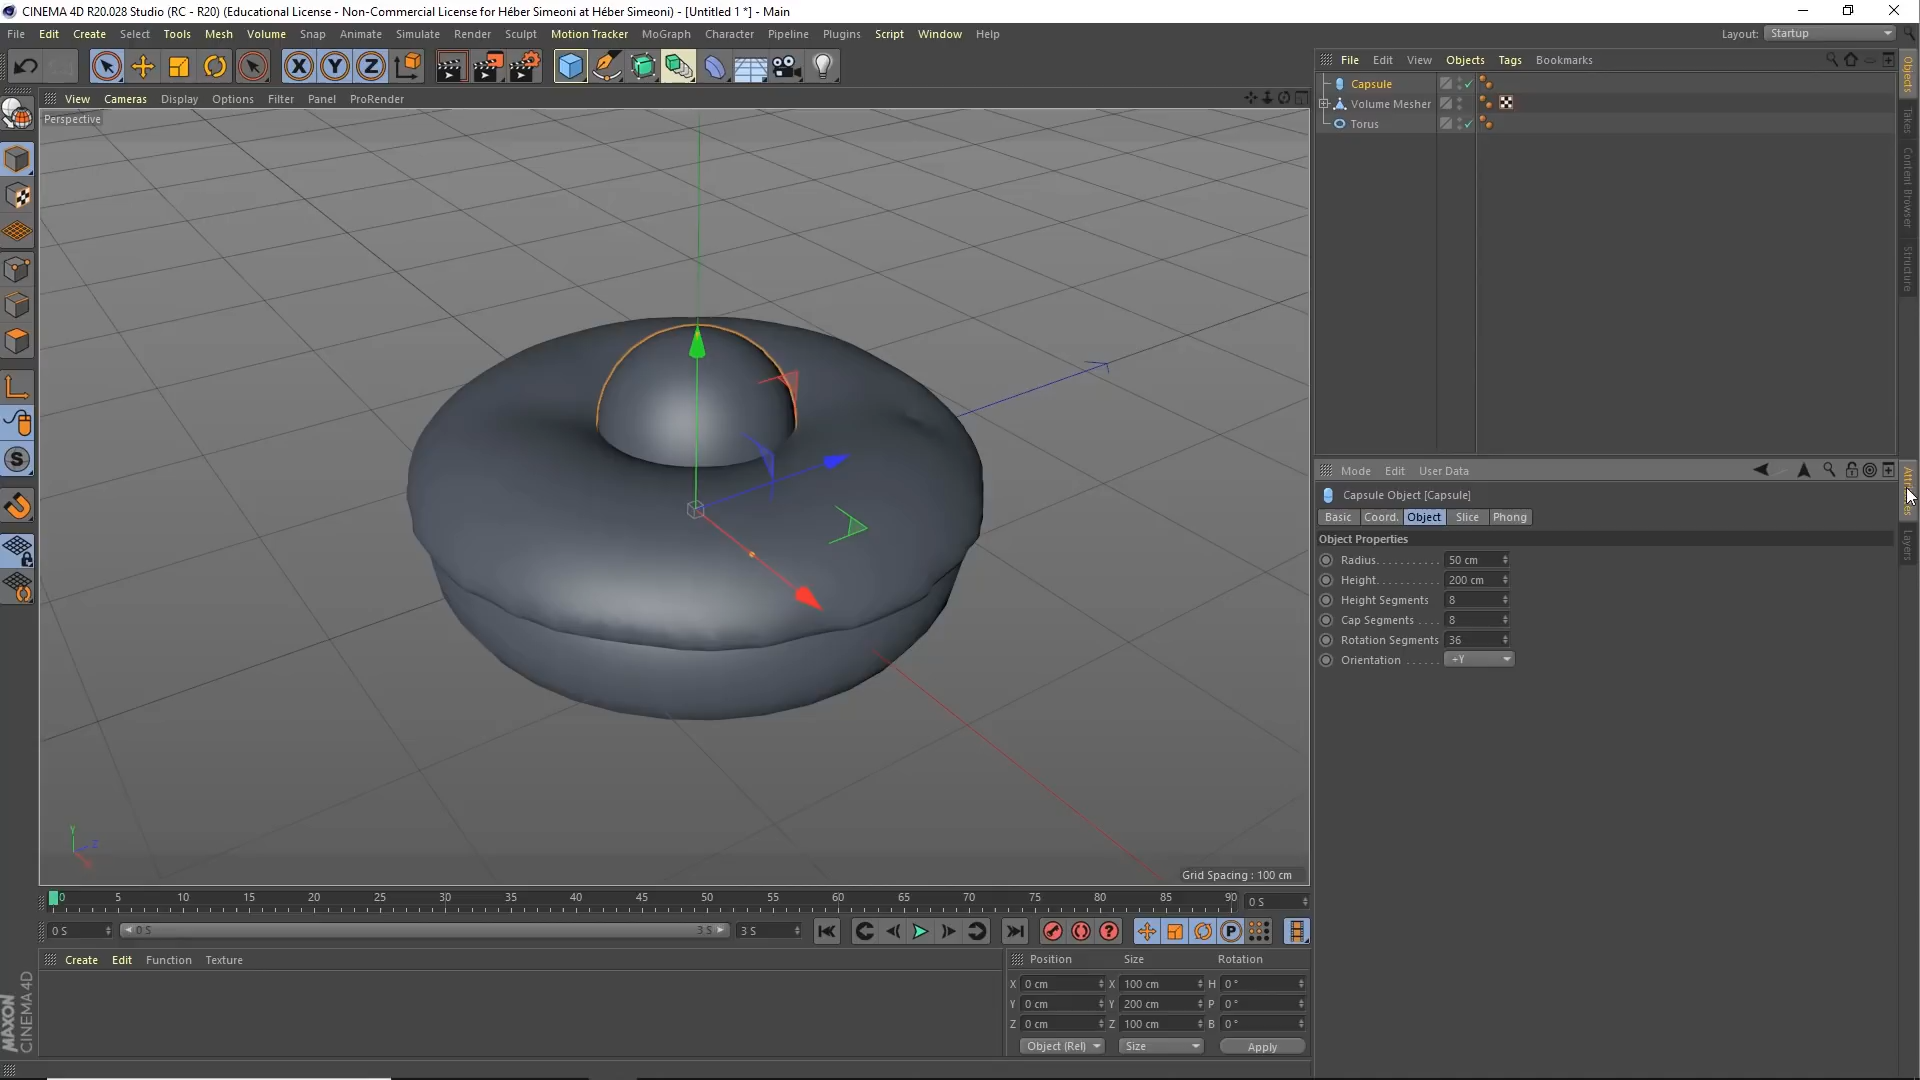 CINEMA 4D R20.028 Studio (RC - R20) (Educational License - Non-Commercial License for Héber Simeoni at Héber Simeoni) - [Untitled 1 *] - Main
File Edit Create Select Tools Mesh Volume Snap Animate Simulate Render Sculpt Motion Tracker MoGraph Character Pipeline Plugins Script Window Help Layout: Startup
File Edit View Objects Tags Bookmarks
Objects
Takes
Content Browser
Structure
Capsule
Volume Mesher
Torus
View Cameras Display Options Filter Panel ProRender
Perspective
Grid Spacing : 100 cm
Y
Z
Mode Edit User Data
Capsule Object [Capsule]
Basic Coord. Object Slice Phong
Object Properties
Radius. . . . . . . . . . . 50 cm
Height. . . . . . . . . . . 200 cm
Height Segments 8
Cap Segments . . . . 8
Rotation Segments 36
Orientation . . . . . . +Y
Layers
0 5 10 15 20 25 30 35 40 45 50 55 60 65 70 75 80 85 90 0 S
0 S 0 S 3 S 3 S
Create Edit Function Texture
Position Size Rotation
X 0 cm X 100 cm H 0 °
Y 0 cm Y 200 cm P 0 °
Z 0 cm Z 100 cm B 0 °
Object (Rel) Size Apply
MAXON
CINEMA 4D